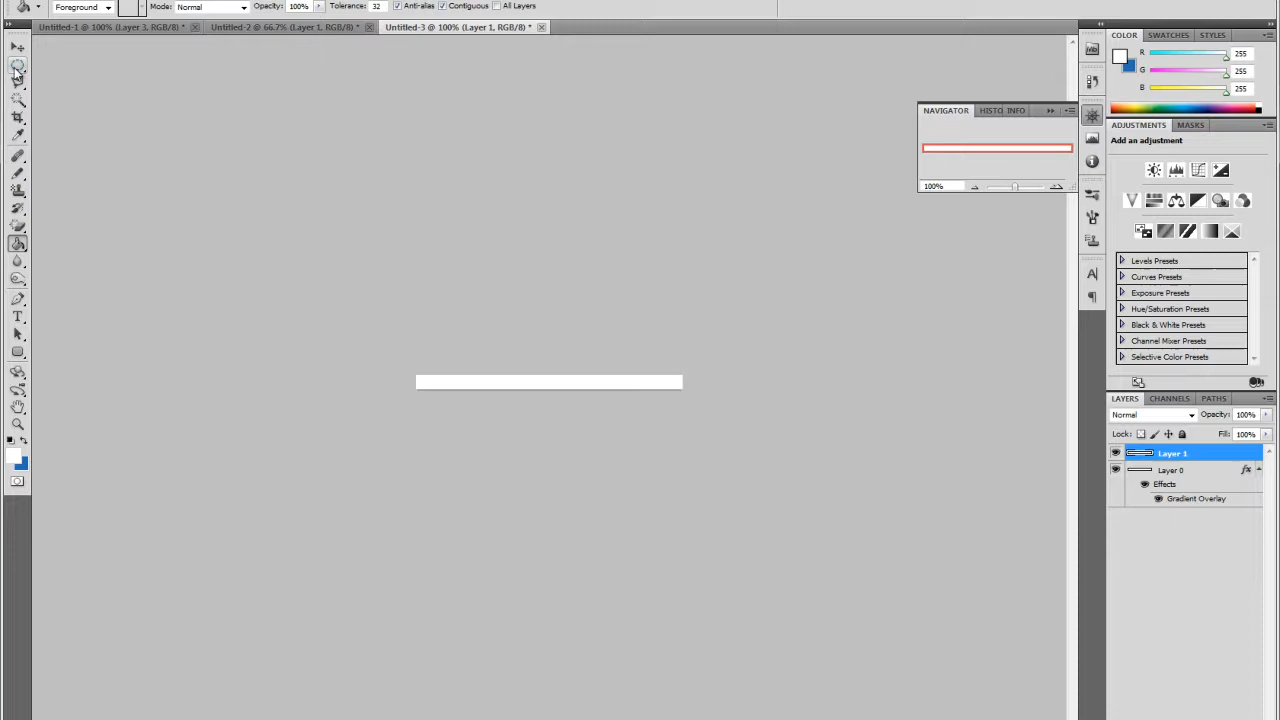 Foreground Mode: Normal Opacity: 100% Tolerance: 32 Anti-alias Contiguous All Layers
Untitled-1 @ 100% (Layer 3, RGB/8) * Untitled-2 @ 66.7% (Layer 1, RGB/8) * Untitled-3 @ 100% (Layer 1, RGB/8) *
COLOR SWATCHES STYLES
R 255
G 255
B 255
NAVIGATOR HISTO INFO
100%
ADJUSTMENTS MASKS
Add an adjustment
Levels Presets
Curves Presets
Exposure Presets
Hue/Saturation Presets
Black & White Presets
Channel Mixer Presets
Selective Color Presets
LAYERS CHANNELS PATHS
Normal Opacity: 100%
Lock: Fill: 100%
Layer 1
Layer 0 fx
Effects
Gradient Overlay